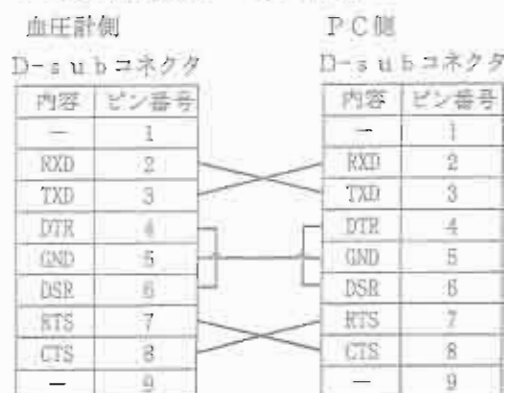 血圧計側 PC側
D-subコネクタ D-subコネクタ
内容 ピン番号 内容 ピン番号
— 1 — 1
RXD 2 RXD 2
TXD 3 TXD 3
DTR 4 DTR 4
GND 5 GND 5
DSR 6 DSR 6
RTS 7 RTS 7
CTS 8 CTS 8
— 9 — 9